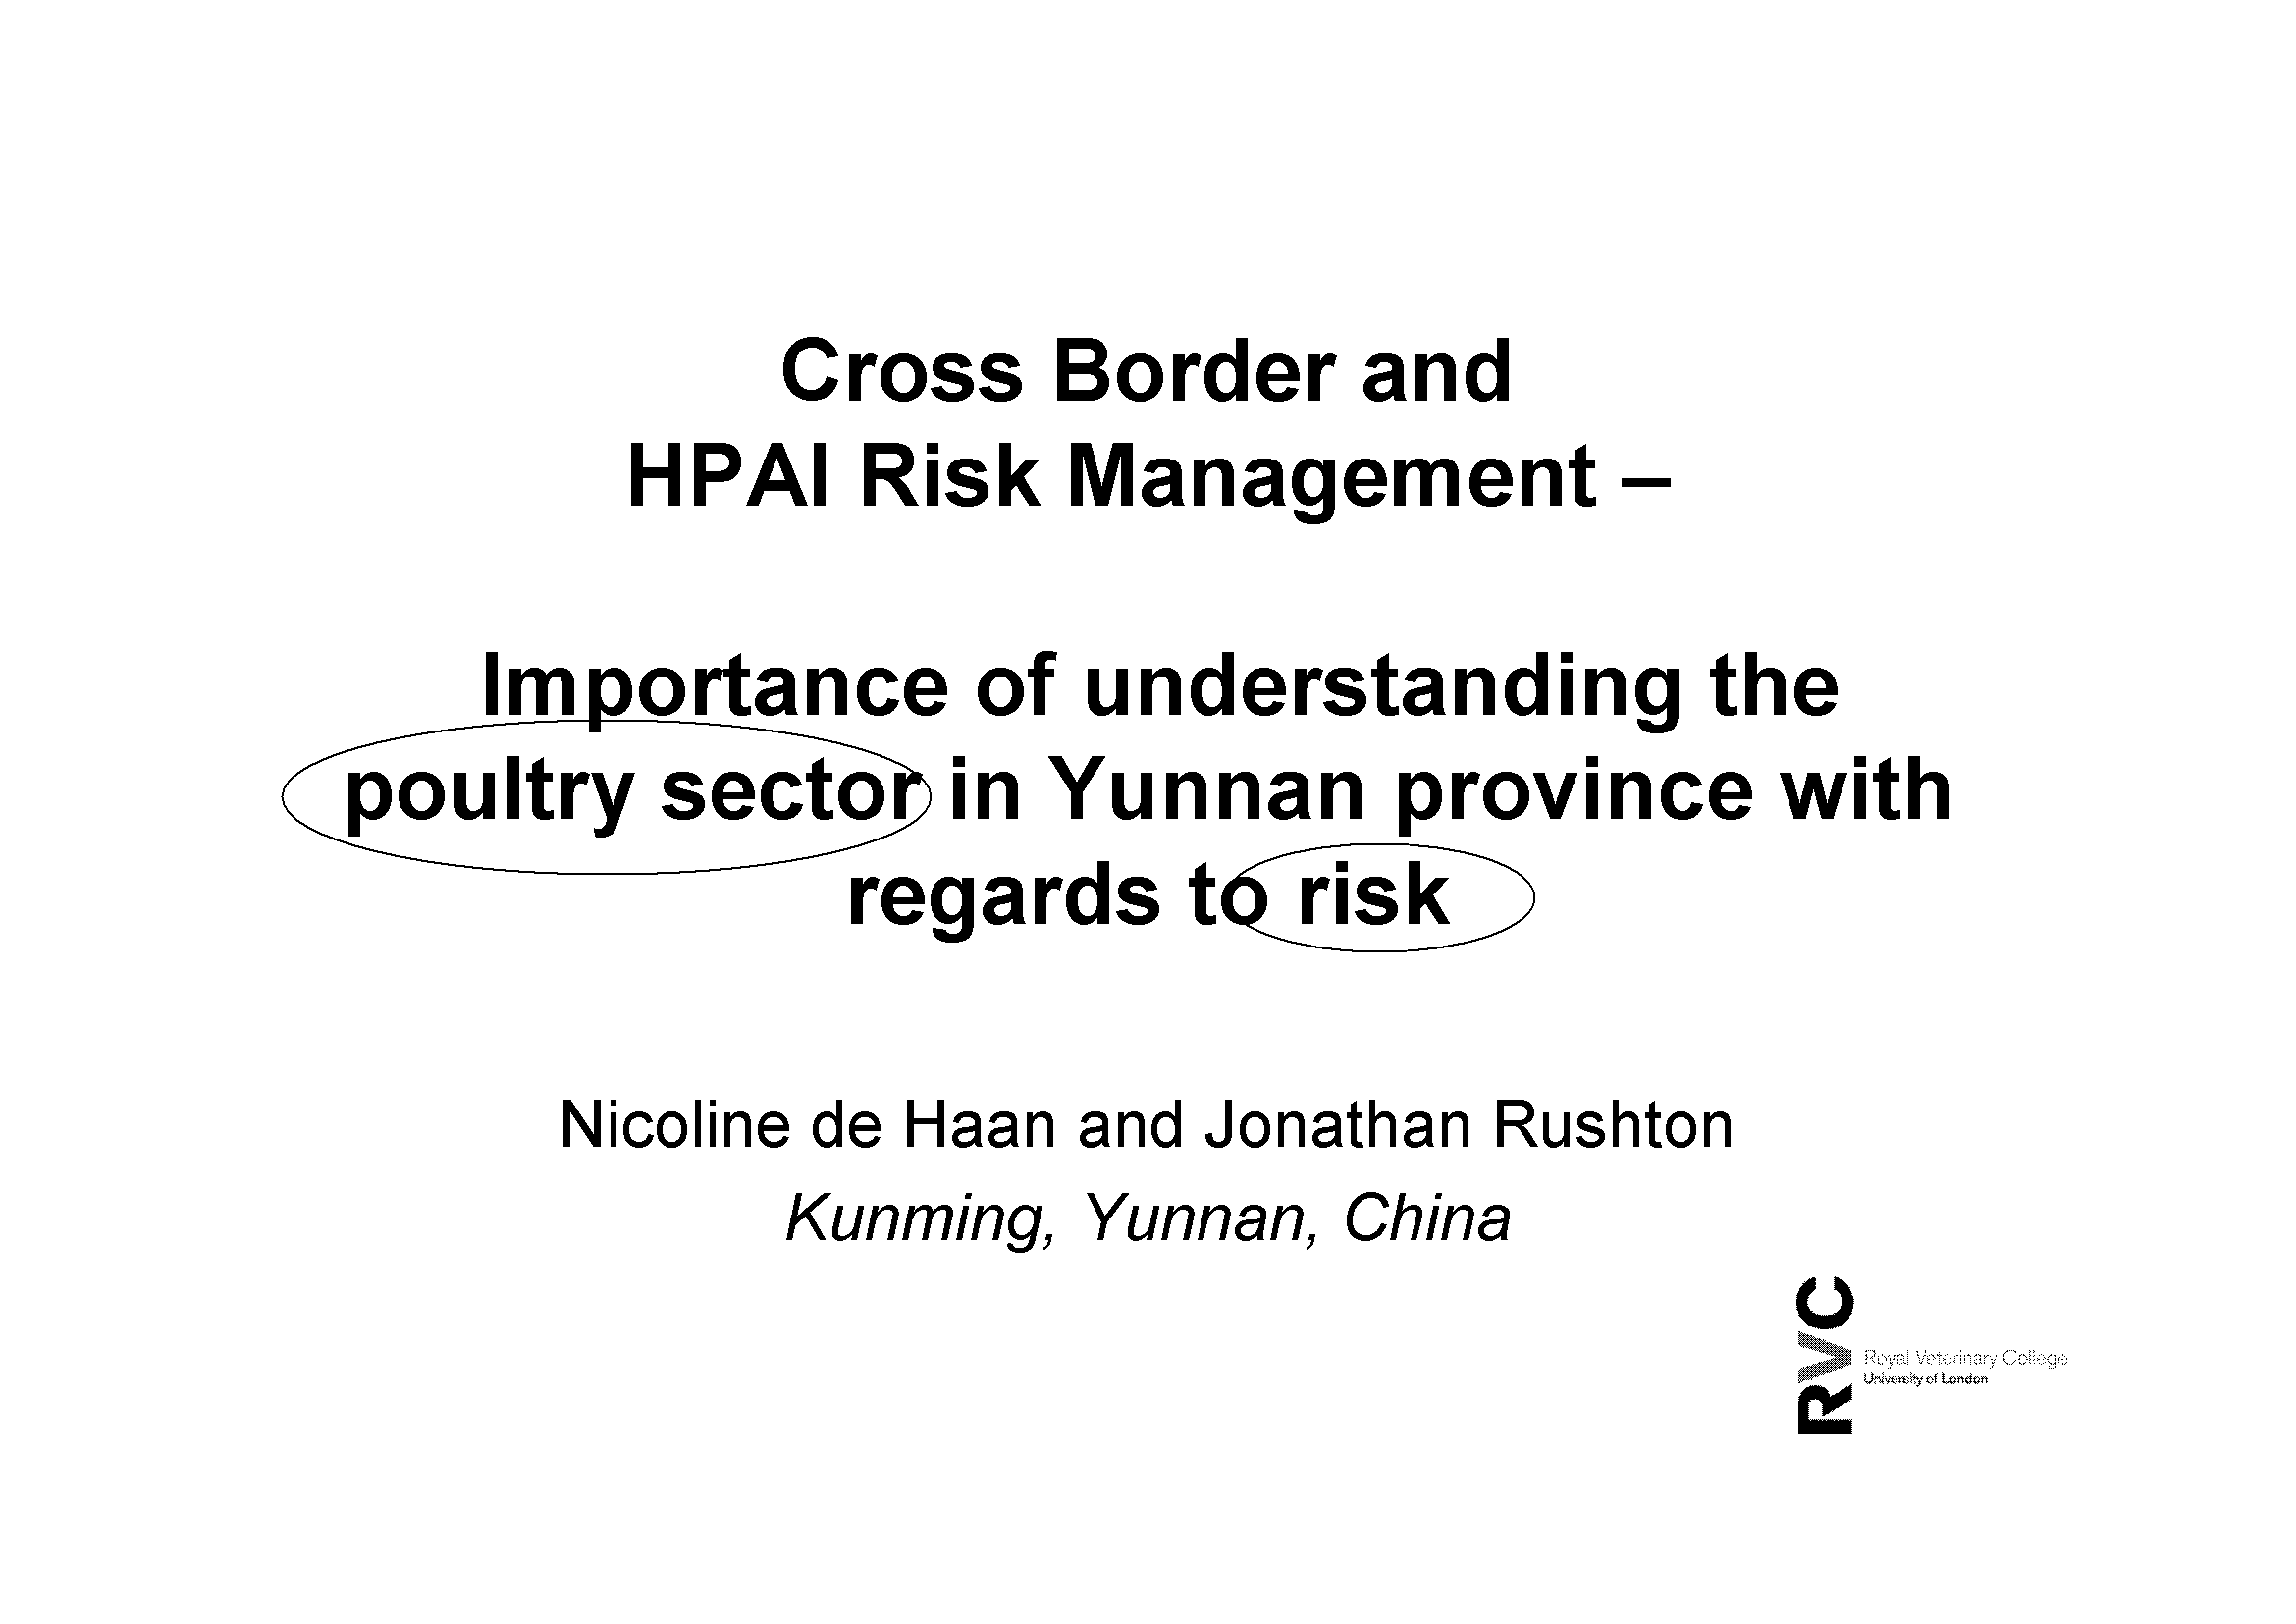 Cross Border and
HPAI Risk Management –
Importance of understanding the
poultry sector in Yunnan province with
regards to risk
Nicoline de Haan and Jonathan Rushton
Kunming, Yunnan, China
RVC
Royal Veterinary College
University of London